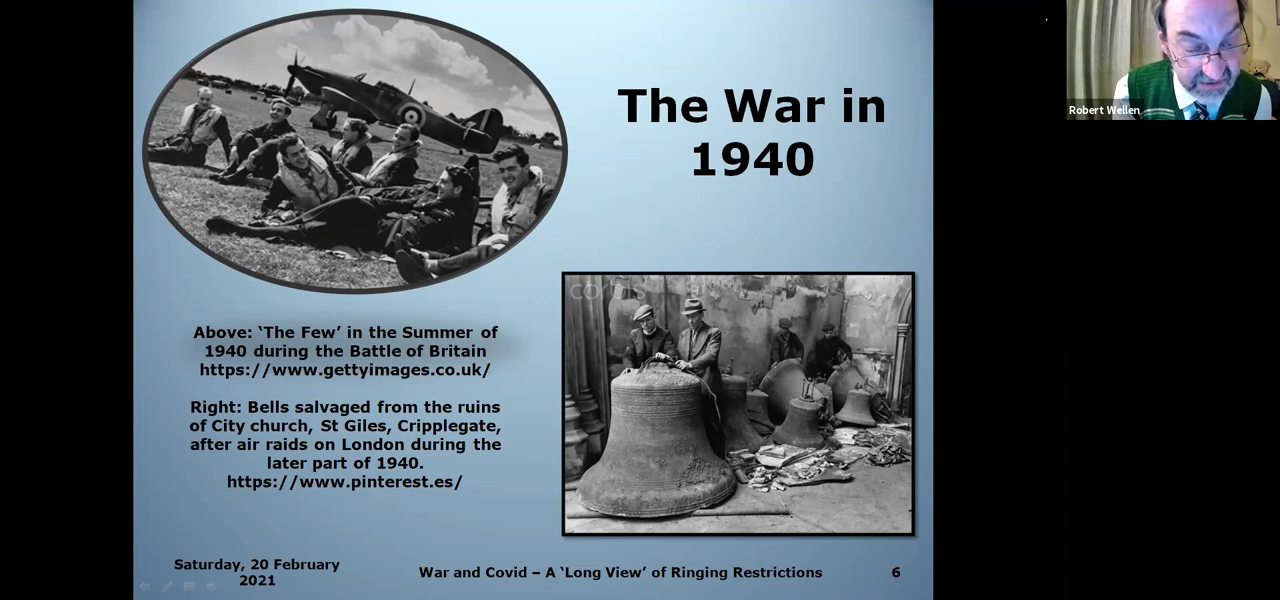 The War in
1940
Robert Wellen
Above: ‘The Few’ in the Summer of
1940 during the Battle of Britain
https://www.gettyimages.co.uk/
Right: Bells salvaged from the ruins
of City church, St Giles, Cripplegate,
after air raids on London during the
later part of 1940.
https://www.pinterest.es/
Saturday, 20 February
2021
War and Covid – A ‘Long View’ of Ringing Restrictions
6